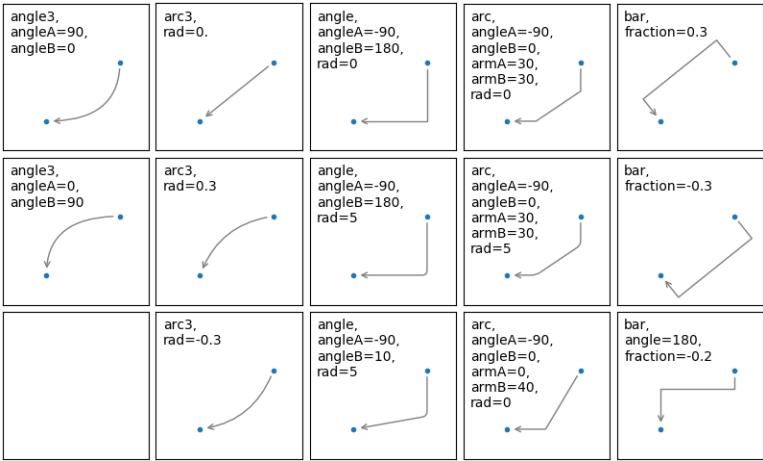 angle3,
angleA=90,
angleB=0
arc3,
rad=0.
angle,
angleA=-90,
angleB=180,
rad=0
arc,
angleA=-90,
angleB=0,
armA=30,
armB=30,
rad=0
bar,
fraction=0.3
angle3,
angleA=0,
angleB=90
arc3,
rad=0.3
angle,
angleA=-90,
angleB=180,
rad=5
arc,
angleA=-90,
angleB=0,
armA=30,
armB=30,
rad=5
bar,
fraction=-0.3
arc3,
rad=-0.3
angle,
angleA=-90,
angleB=10,
rad=5
arc,
angleA=-90,
angleB=0,
armA=0,
armB=40,
rad=0
bar,
angle=180,
fraction=-0.2